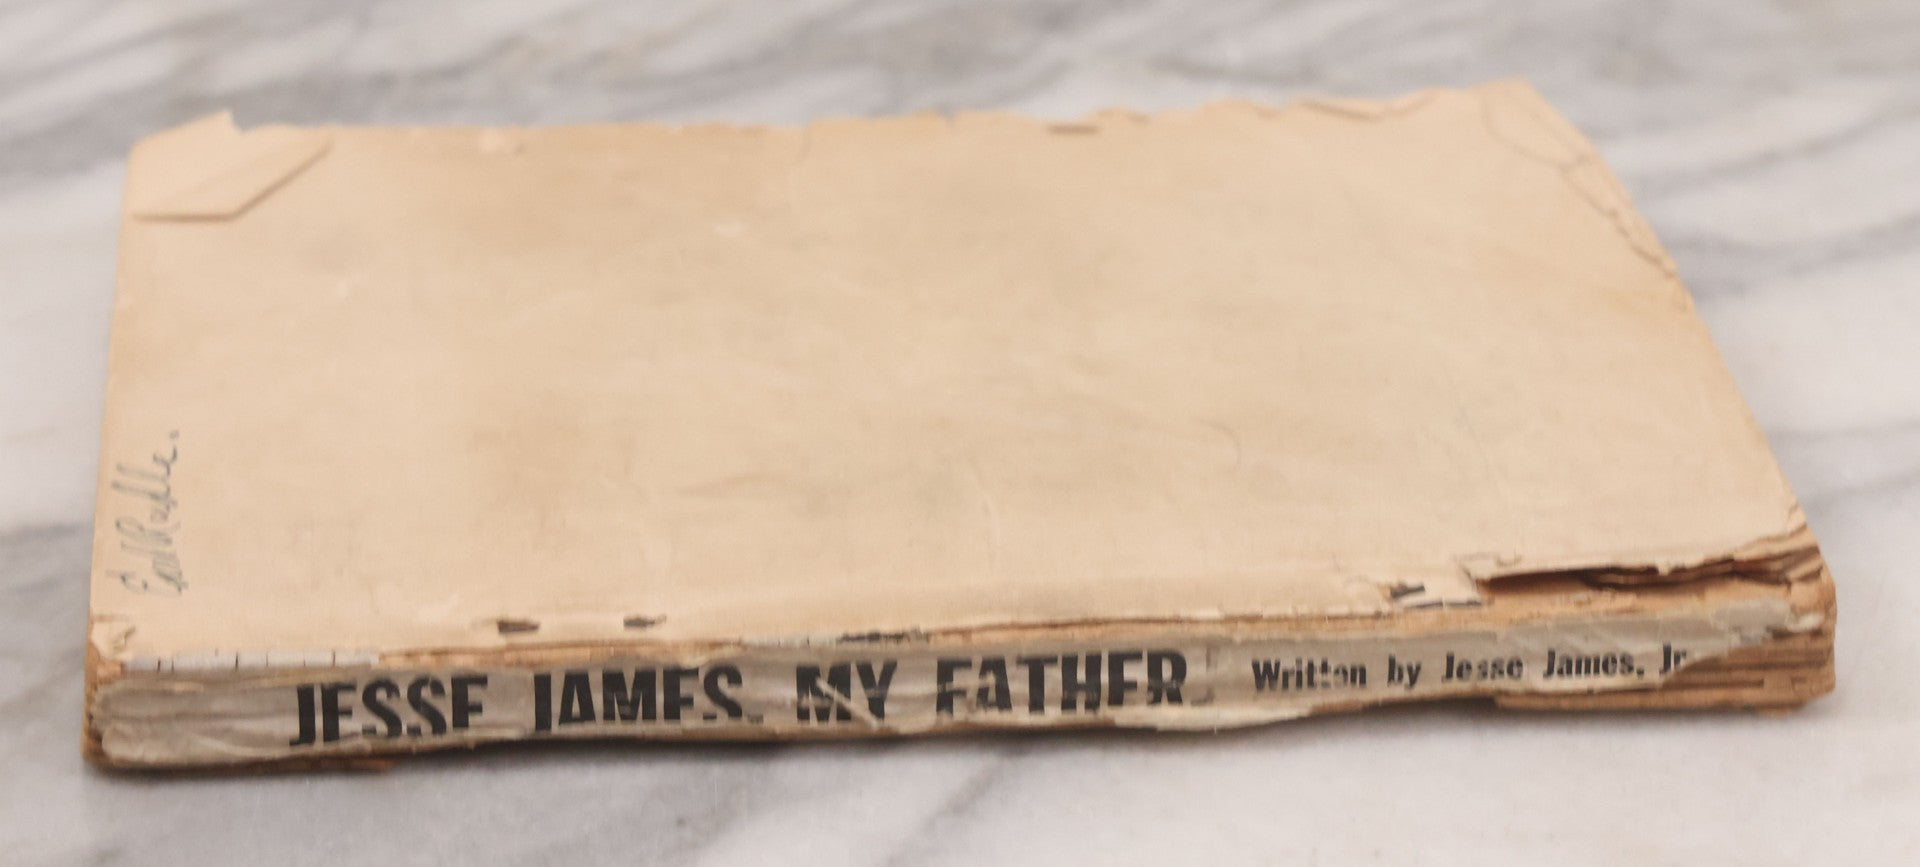 JESSE JAMES, MY FATHER Written by Jesse James, Jr